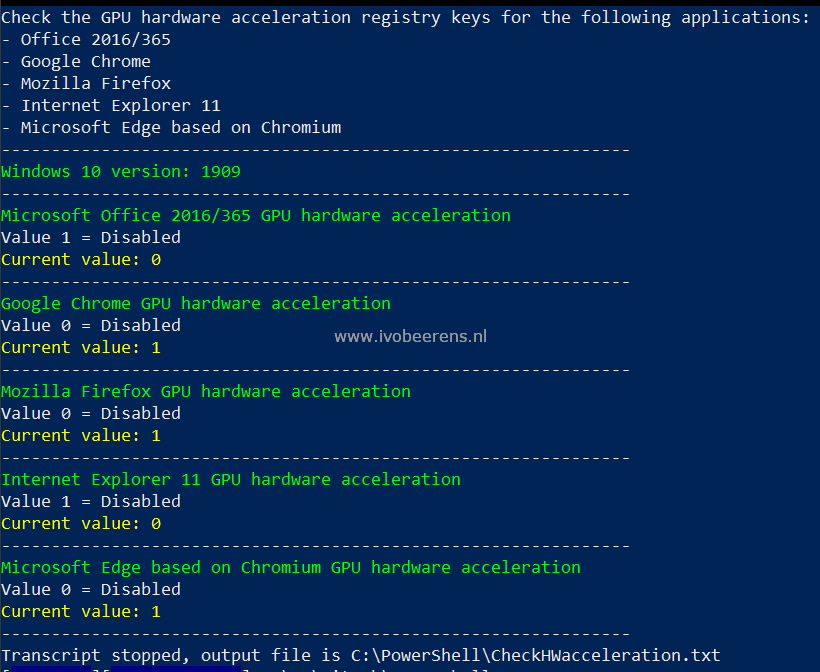 Check the GPU hardware acceleration registry keys for the following applications:
- Office 2016/365
- Google Chrome
- Mozilla Firefox
- Internet Explorer 11
- Microsoft Edge based on Chromium
---------------------------------------------------------------
Windows 10 version: 1909
---------------------------------------------------------------
Microsoft Office 2016/365 GPU hardware acceleration
Value 1 = Disabled
Current value: 0
---------------------------------------------------------------
Google Chrome GPU hardware acceleration
Value 0 = Disabled
www.ivobeerens.nl
Current value: 1
---------------------------------------------------------------
Mozilla Firefox GPU hardware acceleration
Value 0 = Disabled
Current value: 1
---------------------------------------------------------------
Internet Explorer 11 GPU hardware acceleration
Value 1 = Disabled
Current value: 0
---------------------------------------------------------------
Microsoft Edge based on Chromium GPU hardware acceleration
Value 0 = Disabled
Current value: 1
---------------------------------------------------------------
Transcript stopped, output file is C:\PowerShell\CheckHWacceleration.txt